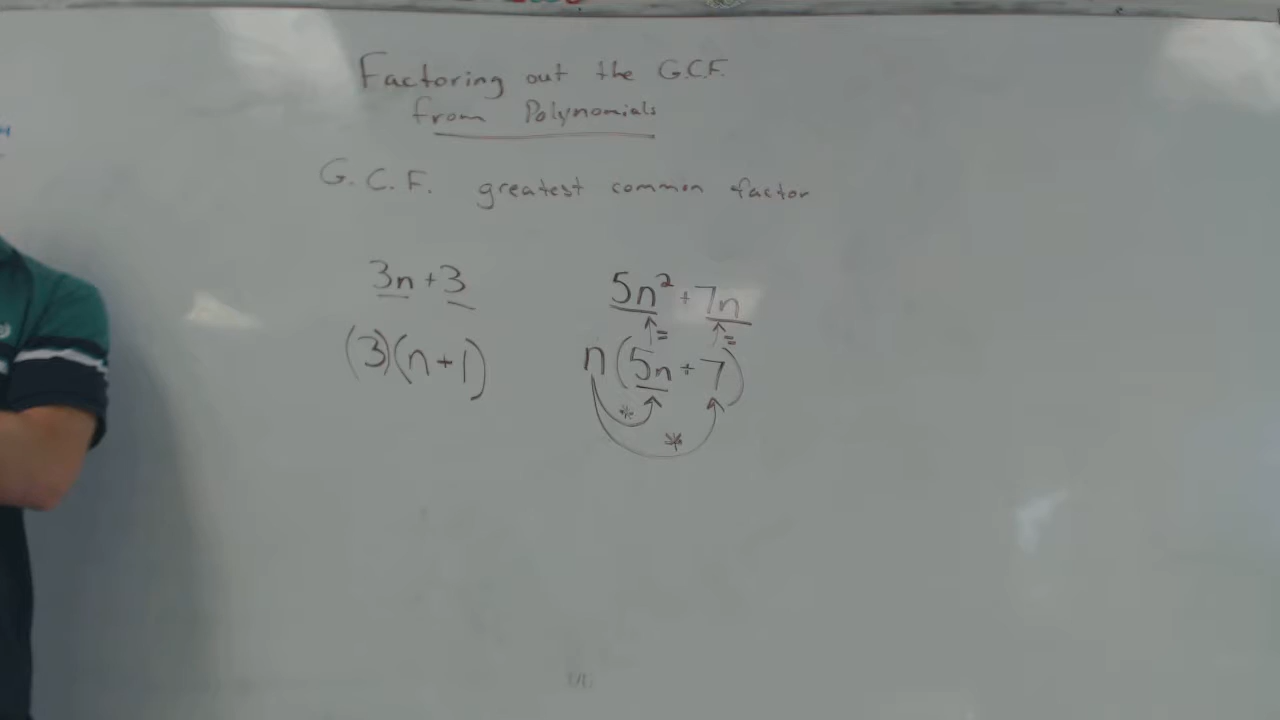 Factoring out the G.C.F.
from Polynomials
G. C. F. greatest common factor
3n + 3
(3)(n+1)
5n² + 7n
= =
n(5n + 7)
* *